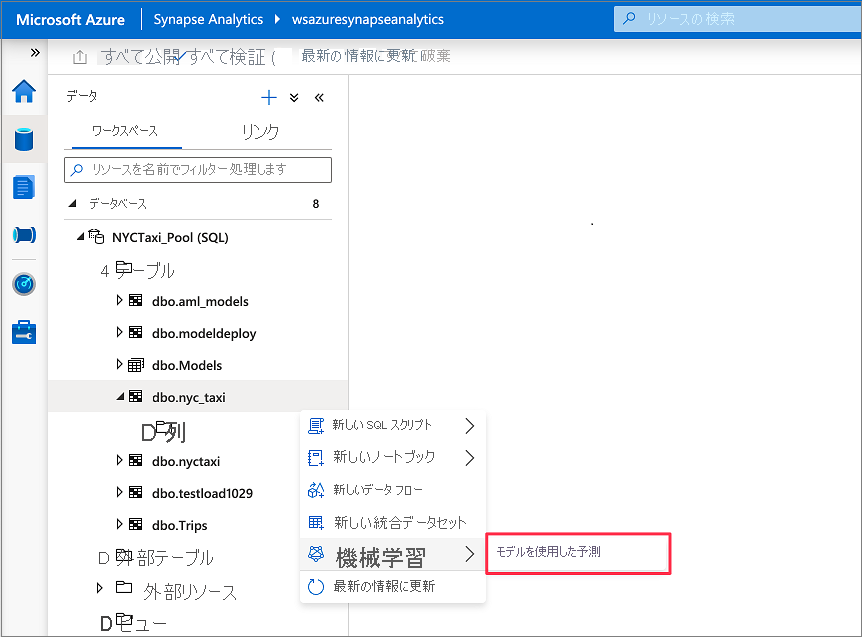 Microsoft Azure Synapse Analytics wsazuresynapseanalytics リソースの検索
すべて公開 すべて検証 ( 最新の情報に更新 破棄
データ
ワークスペース リンク
リソースを名前でフィルター処理します
データベース 8
NYCTaxi_Pool (SQL)
4 テーブル
dbo.aml_models
dbo.modeldeploy
dbo.Models
dbo.nyc_taxi
D 列
dbo.nyctaxi
dbo.testload1029
dbo.Trips
D 外部テーブル
外部リソース
D ビュー
新しい SQL スクリプト
新しいノートブック
新しいデータ フロー
新しい統合データセット
機械学習
モデルを使用した予測
最新の情報に更新